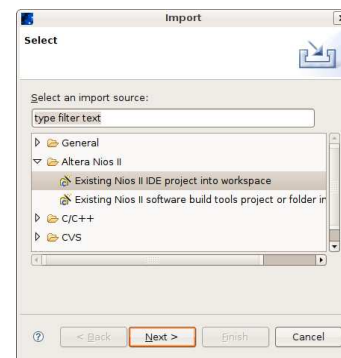 Import
Select
Select an import source:
type filter text
General
Altera Nios II
Existing Nios II IDE project into workspace
Existing Nios II software build tools project or folder in
C/C++
CVS
< Back
Next >
Finish
Cancel